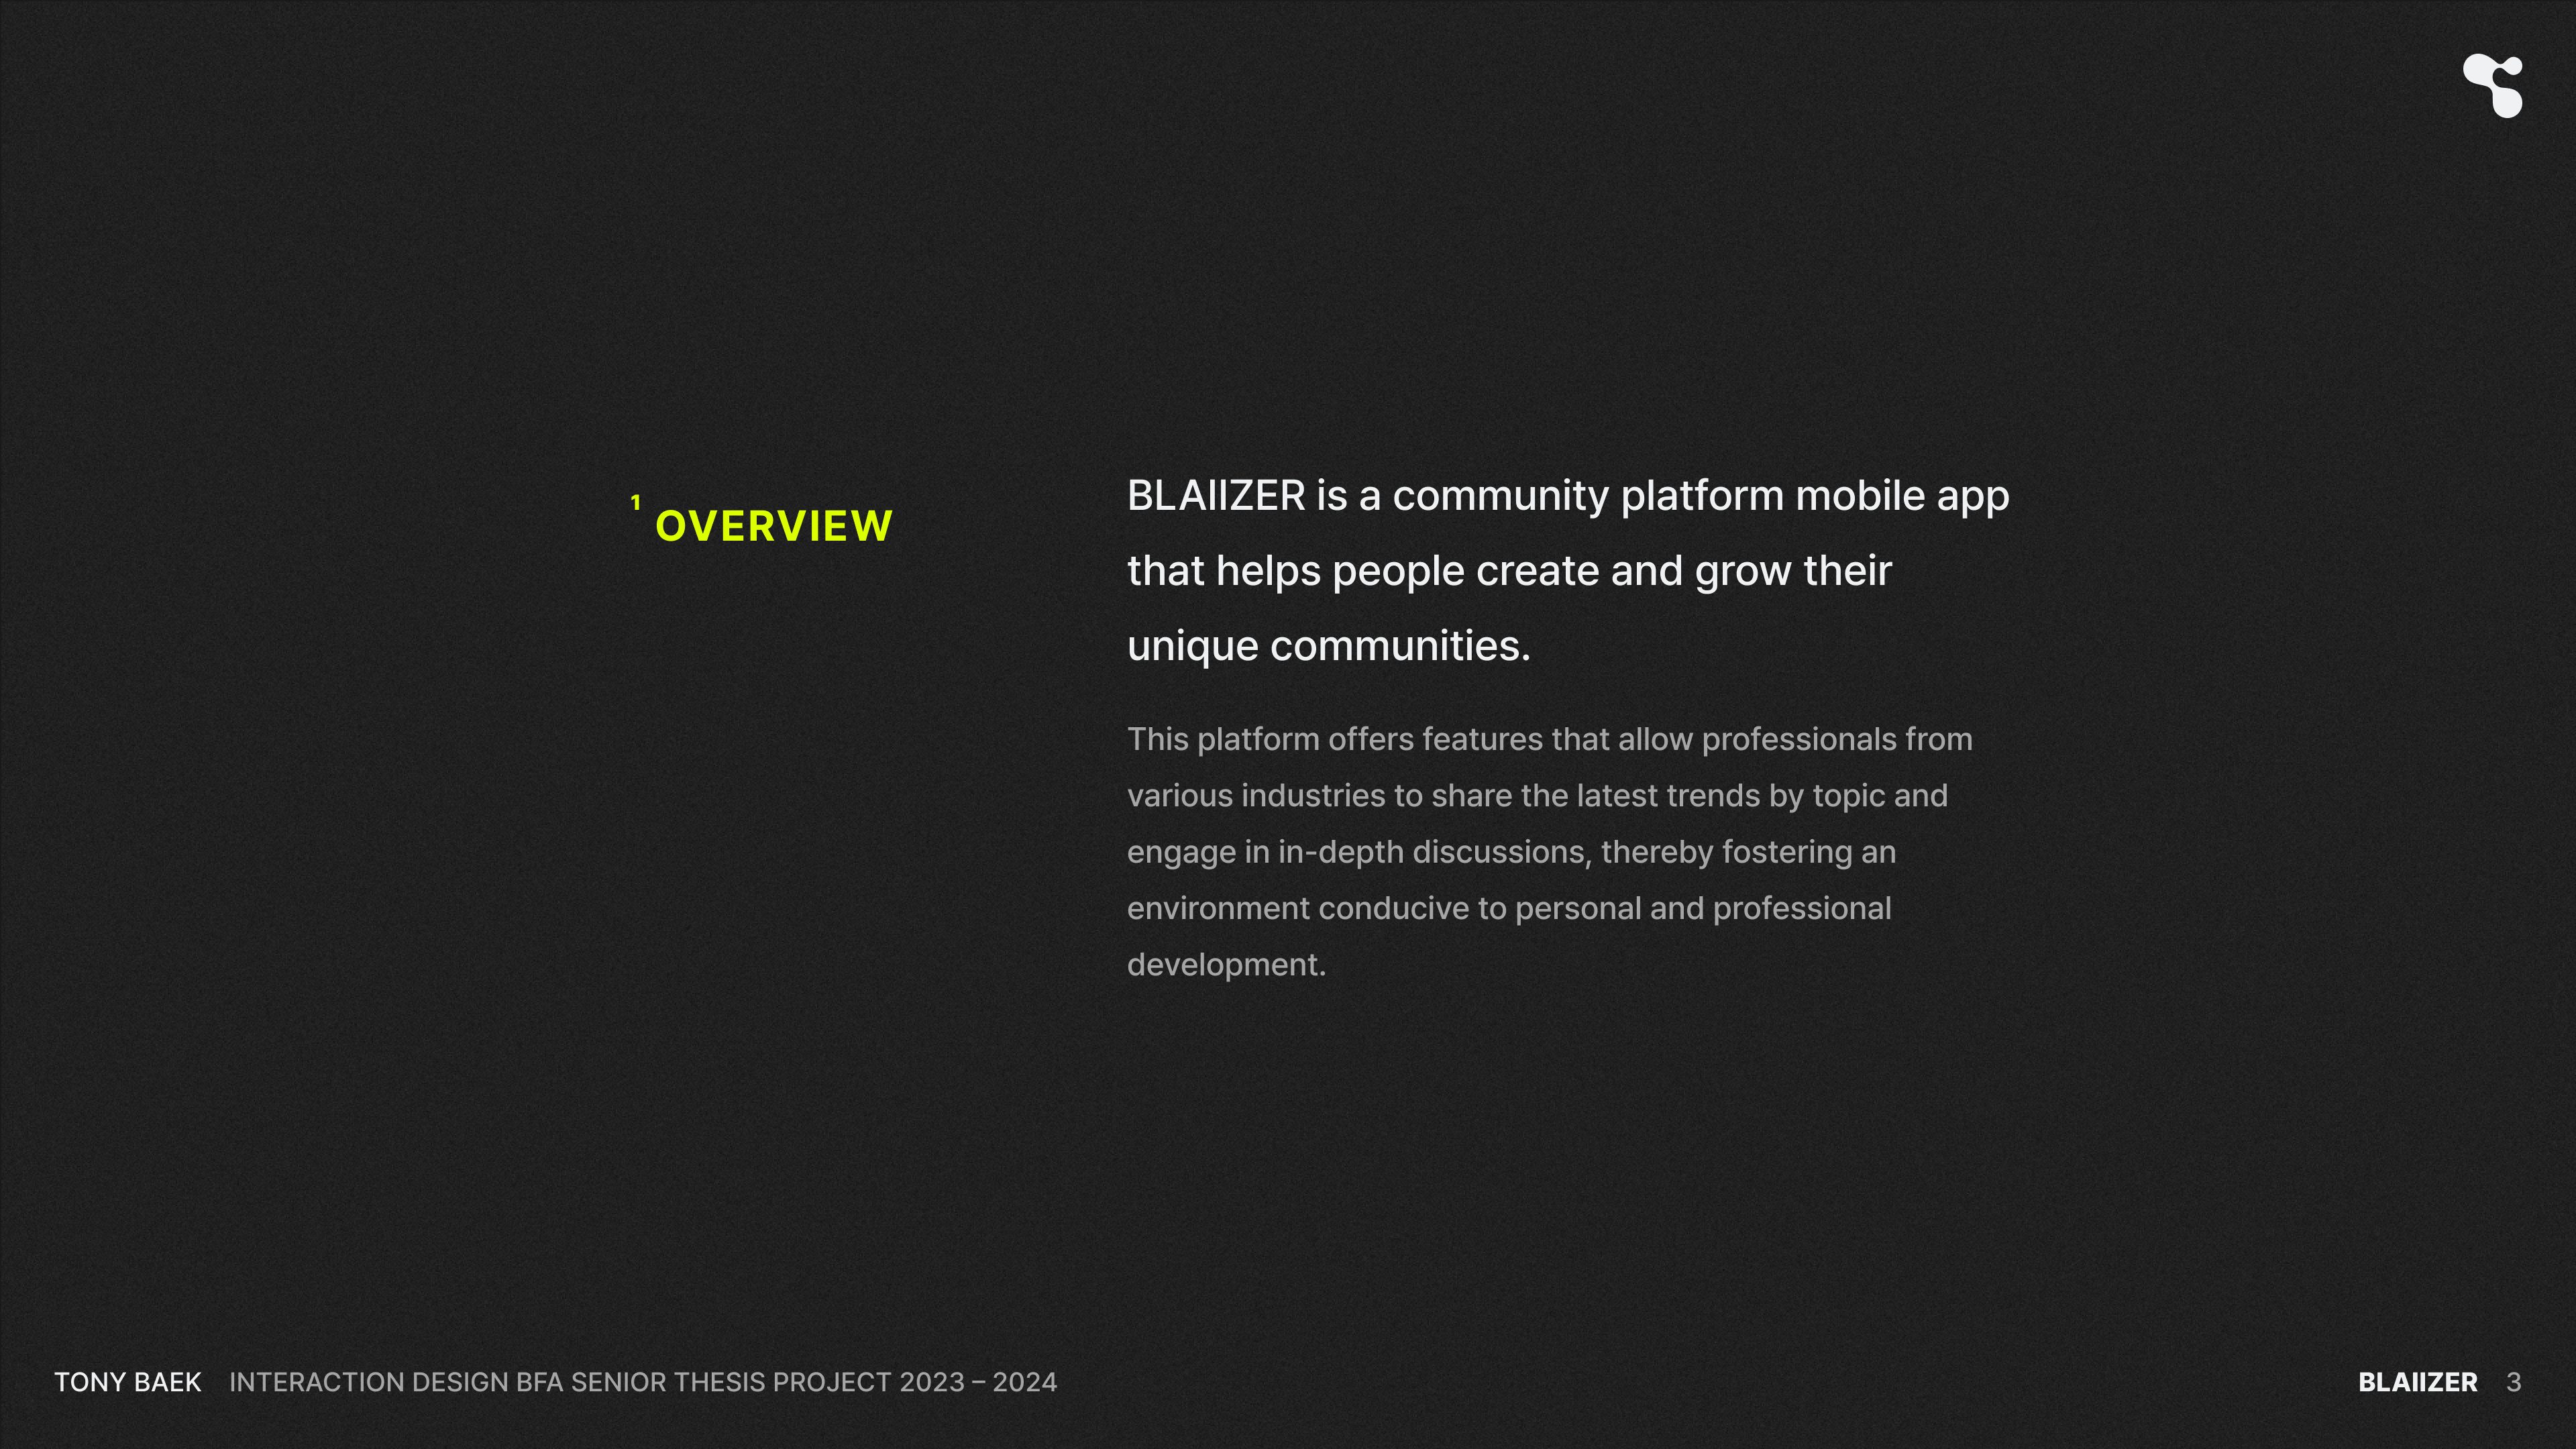 ¹ OVERVIEW
BLAIIZER is a community platform mobile app
that helps people create and grow their
unique communities.
This platform offers features that allow professionals from
various industries to share the latest trends by topic and
engage in in-depth discussions, thereby fostering an
environment conducive to personal and professional
development.
TONY BAEK INTERACTION DESIGN BFA SENIOR THESIS PROJECT 2023 – 2024
BLAIIZER 3